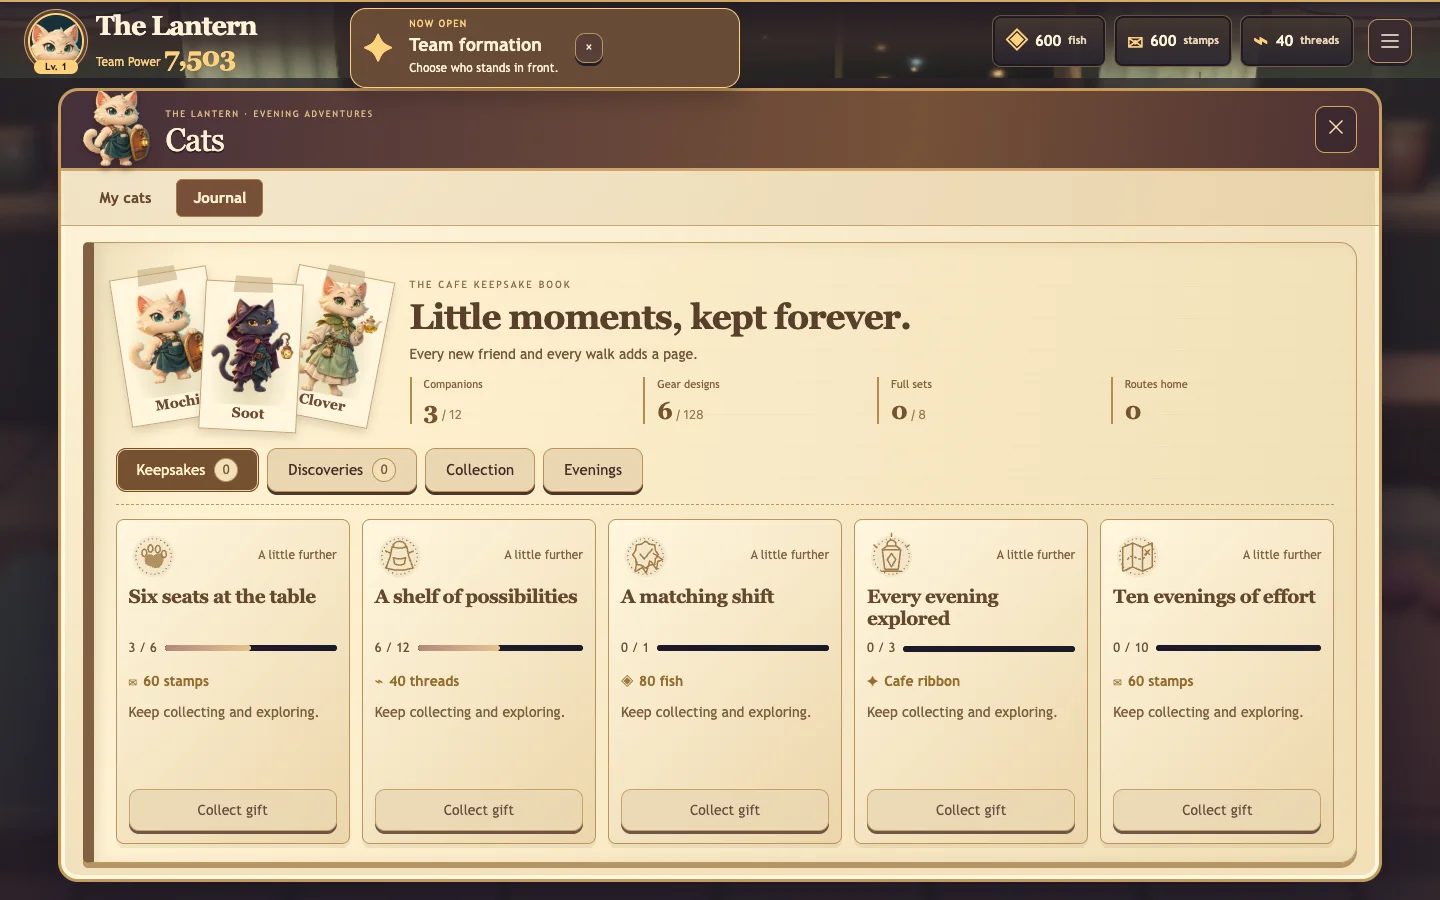 The Lantern
Lv. 1
Team Power 7,503
NOW OPEN
Team formation
Choose who stands in front.
×
600 fish
600 stamps
40 threads
THE LANTERN · EVENING ADVENTURES
Cats
My cats
Journal
Mochi
Soot
Clover
THE CAFE KEEPSAKE BOOK
Little moments, kept forever.
Every new friend and every walk adds a page.
Companions
3 / 12
Gear designs
6 / 128
Full sets
0 / 8
Routes home
0
Keepsakes 0
Discoveries 0
Collection
Evenings
A little further
Six seats at the table
3 / 6
60 stamps
Keep collecting and exploring.
Collect gift
A little further
A shelf of possibilities
6 / 12
40 threads
Keep collecting and exploring.
Collect gift
A little further
A matching shift
0 / 1
80 fish
Keep collecting and exploring.
Collect gift
A little further
Every evening
explored
0 / 3
Cafe ribbon
Keep collecting and exploring.
Collect gift
A little further
Ten evenings of effort
0 / 10
60 stamps
Keep collecting and exploring.
Collect gift